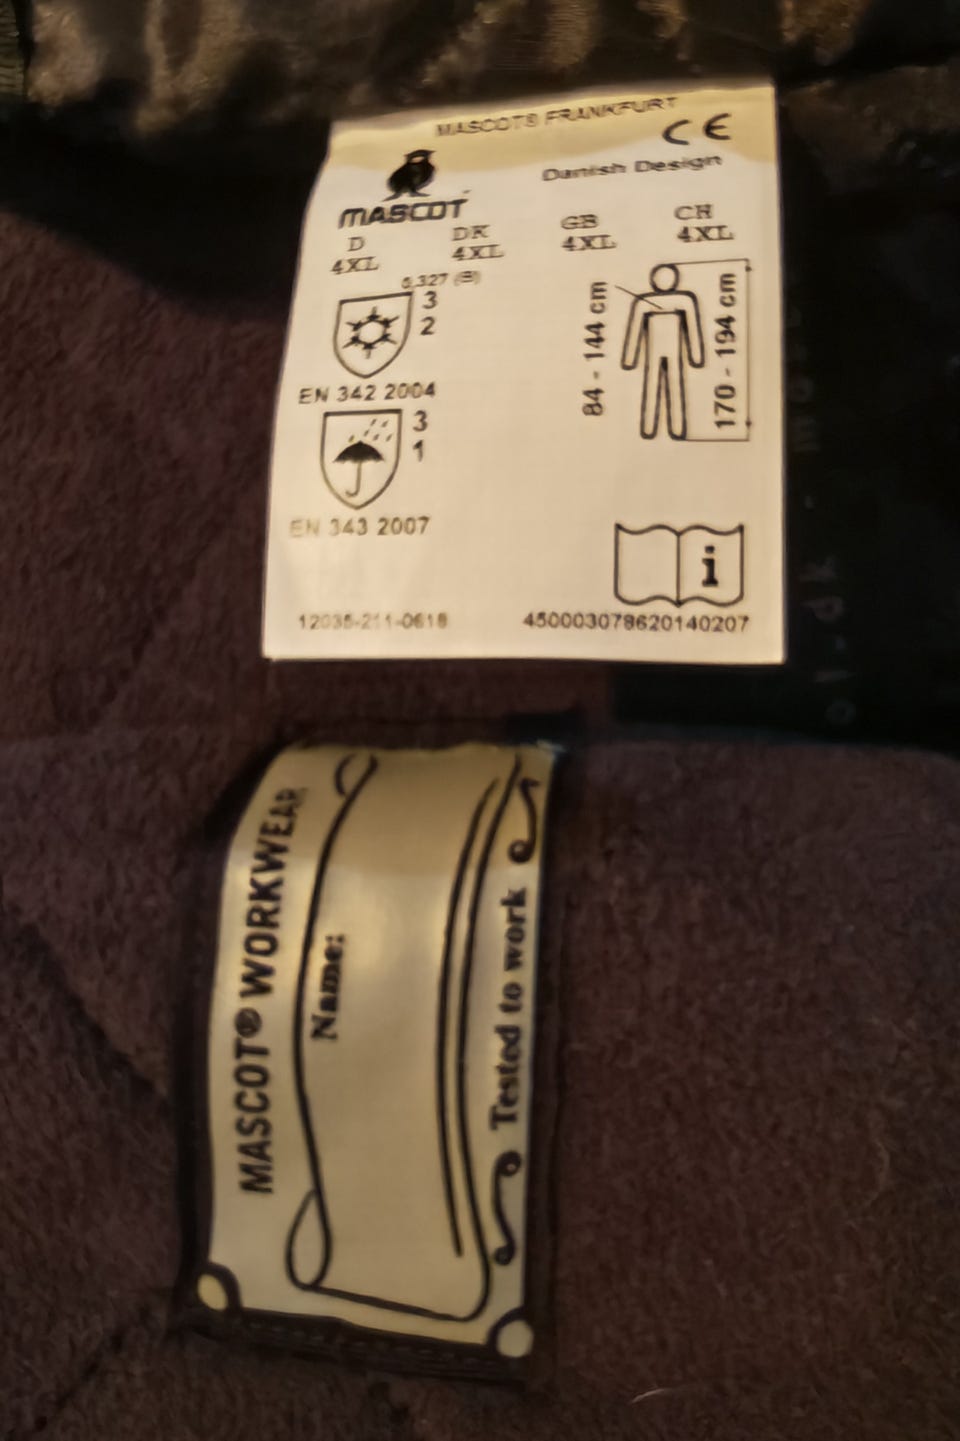 MASCOT® FRANKFURT
CE
MASCOT
Danish Design
D DK GB CH
4XL 4XL 4XL 4XL
0,327 (B)
3
2
EN 342 2004
3
1
EN 343 2007
84 - 144 cm
170 - 194 cm
i
12035-211-0618
450003078620140207
MASCOT® WORKWEAR
Name:
Tested to work